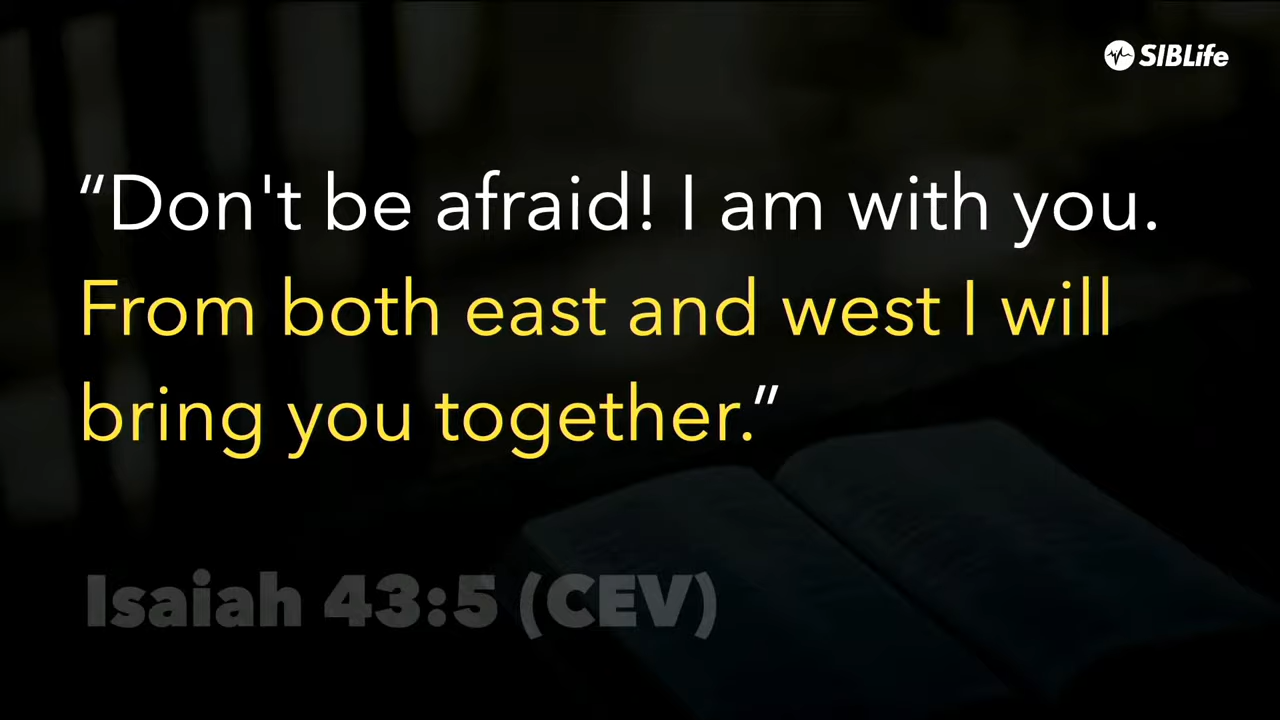 SIBLife
“Don't be afraid! I am with you.
From both east and west I will
bring you together.”
Isaiah 43:5 (CEV)